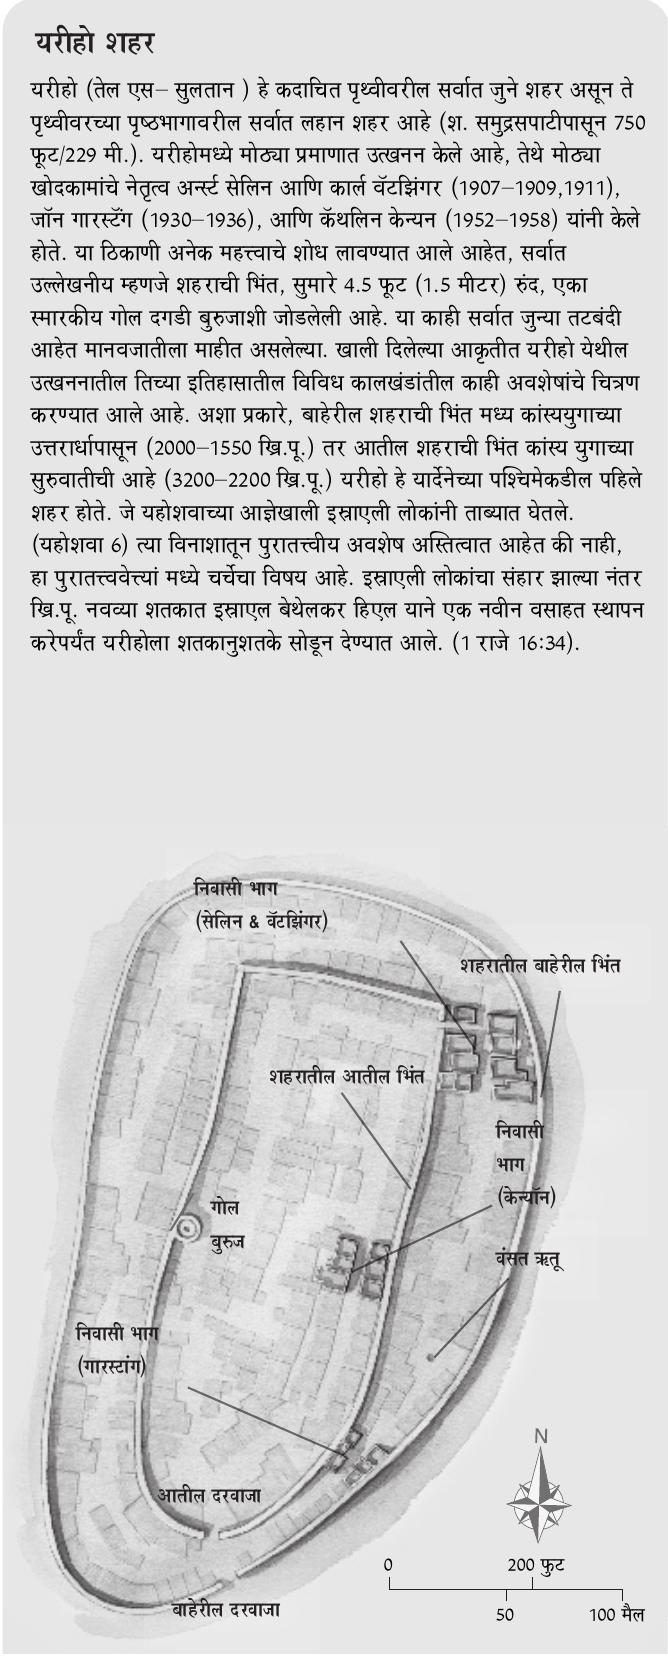 यरीहो शहर
यरीहो (तेल एस– सुलतान ) हे कदाचित पृथ्वीवरील सर्वात जुने शहर असून ते
पृथ्वीवरच्या पृष्ठभागावरील सर्वात लहान शहर आहे (श. समुद्रसपाटीपासून 750
फूट/229 मी.). यरीहोमध्ये मोठ्या प्रमाणात उत्खनन केले आहे, तेथे मोठ्या
खोदकामांचे नेतृत्व अर्न्स्ट सेलिन आणि कार्ल वॅटझिंगर (1907–1909,1911),
जॉन गारस्टॅंग (1930–1936), आणि कॅथलिन केन्यन (1952–1958) यांनी केले
होते. या ठिकाणी अनेक महत्त्वाचे शोध लावण्यात आले आहेत, सर्वात
उल्लेखनीय म्हणजे शहराची भिंत, सुमारे 4.5 फूट (1.5 मीटर) रुंद, एका
स्मारकीय गोल दगडी बुरुजाशी जोडलेली आहे. या काही सर्वात जुन्या तटबंदी
आहेत मानवजातीला माहीत असलेल्या. खाली दिलेल्या आकृतीत यरीहो येथील
उत्खननातील तिच्या इतिहासातील विविध कालखंडांतील काही अवशेषांचे चित्रण
करण्यात आले आहे. अशा प्रकारे, बाहेरील शहराची भिंत मध्य कांस्ययुगाच्या
उत्तरार्धापासून (2000–1550 ख्रि.पू.) तर आतील शहराची भिंत कांस्य युगाच्या
सुरुवातीची आहे (3200–2200 ख्रि.पू.) यरीहो हे यार्देनेच्या पश्चिमेकडील पहिले
शहर होते. जे यहोशवाच्या आज्ञेखाली इस्राएली लोकांनी ताब्यात घेतले.
(यहोशवा 6) त्या विनाशातून पुरातत्त्वीय अवशेष अस्तित्वात आहेत की नाही,
हा पुरातत्त्ववेत्त्यां मध्ये चर्चेचा विषय आहे. इस्राएली लोकांचा संहार झाल्या नंतर
ख्रि.पू. नवव्या शतकात इस्राएल बेथेलकर हिएल याने एक नवीन वसाहत स्थापन
करेपर्यंत यरीहोला शतकानुशतके सोडून देण्यात आले. (1 राजे 16:34).
निवासी भाग
(सेलिन & वॅटझिंगर)
शहरातील बाहेरील भिंत
शहरातील आतील भिंत
निवासी
भाग
(केन्यॉन)
गोल
बुरुज
वंसत ऋतू
निवासी भाग
(गारस्टांग)
आतील दरवाजा
बाहेरील दरवाजा
N
0 200 फुट
50 100 मैल